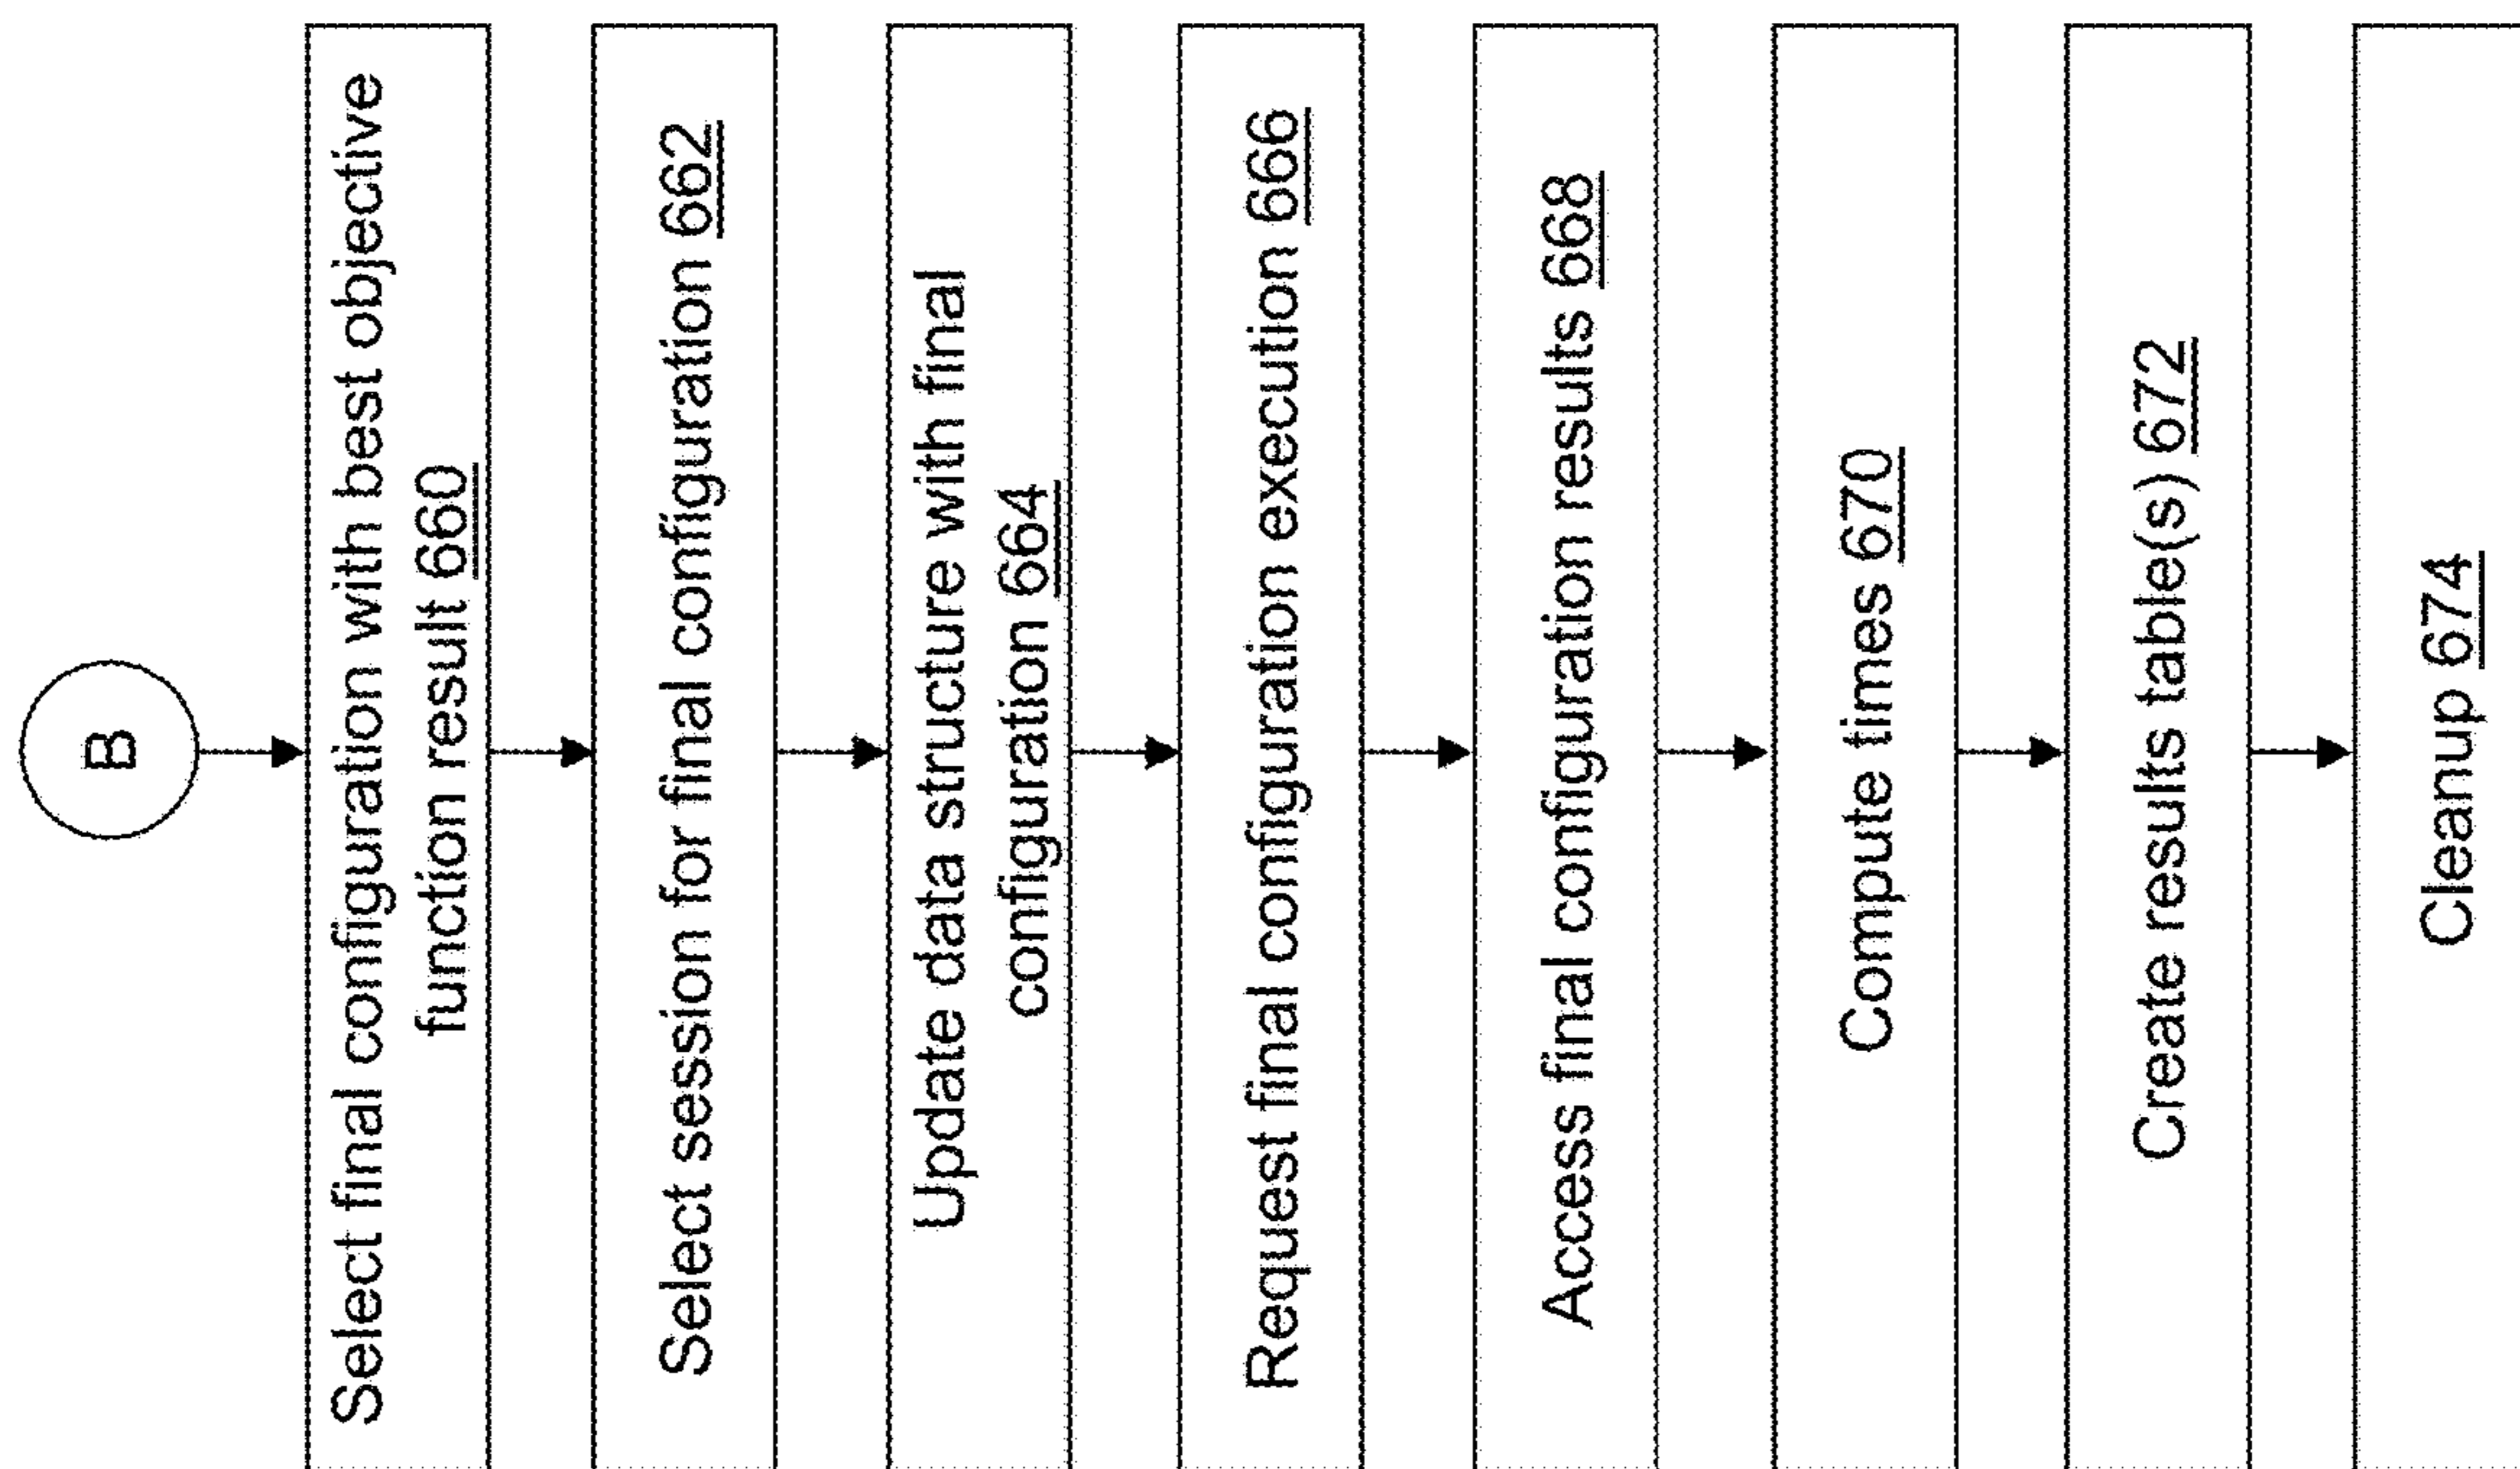 B
Select final configuration with best objective
function result 660
Select session for final configuration 662
Update data structure with final
configuration 664
Request final configuration execution 666
Access final configuration results 668
Compute times 670
Create results table(s) 672
Cleanup 674